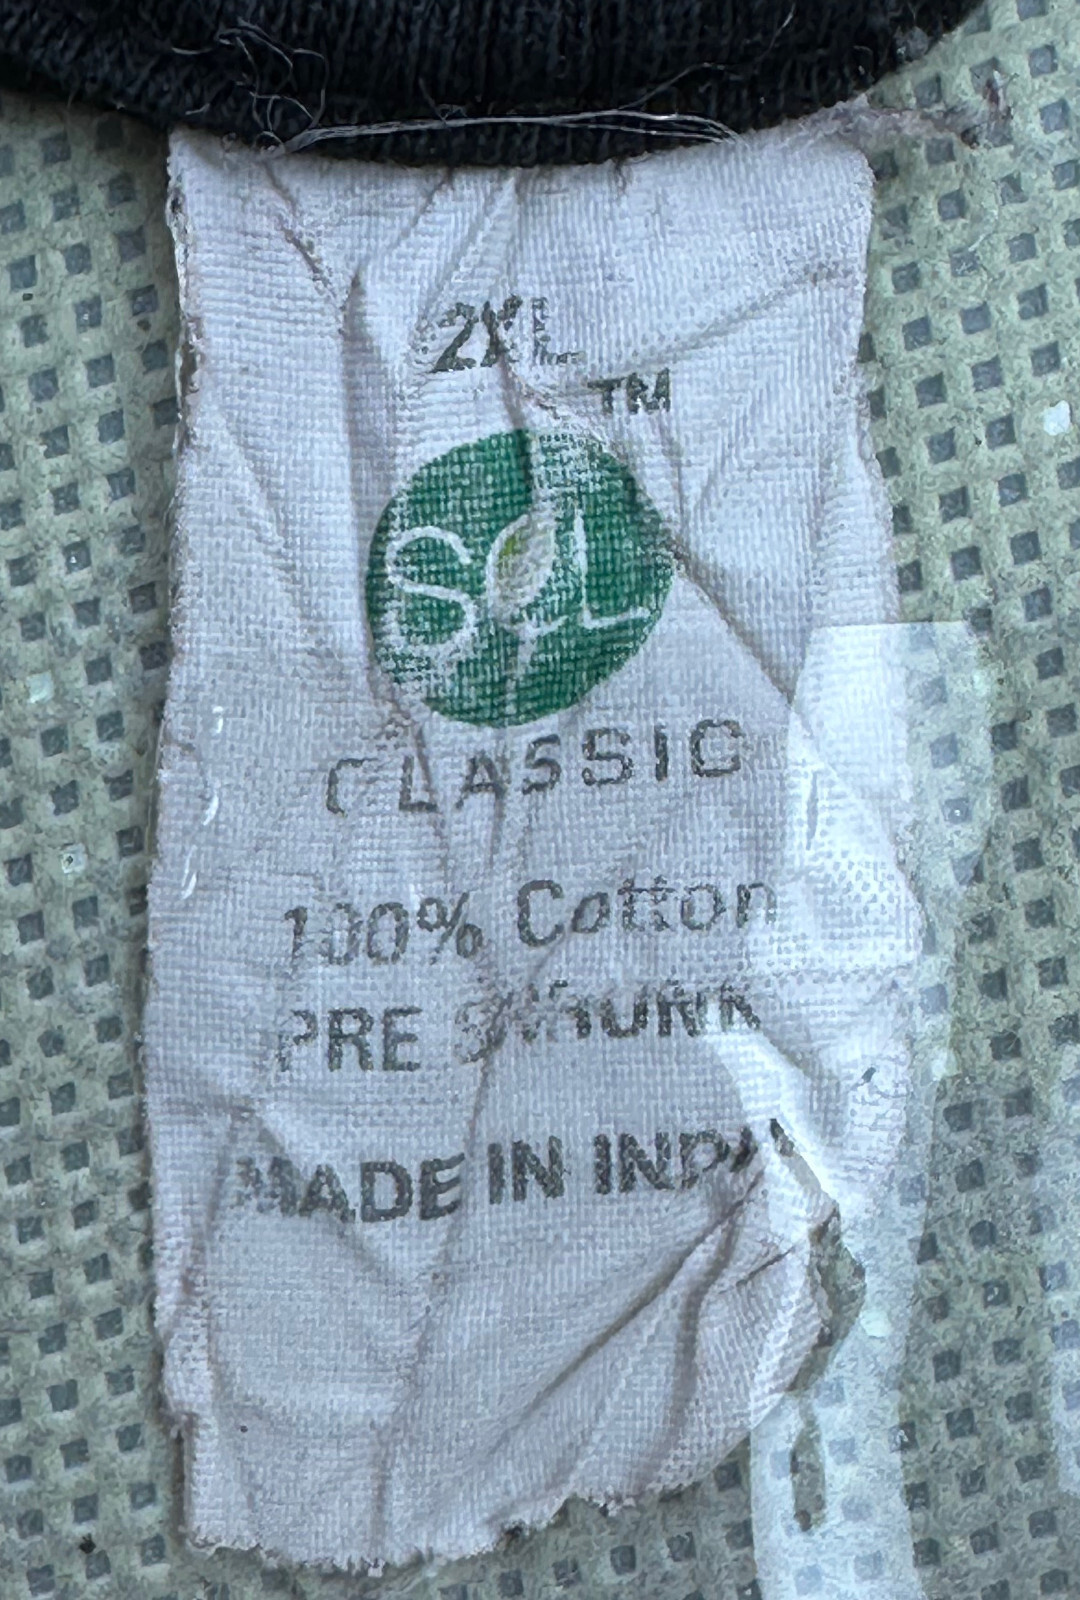 2XL
TM
SOL
CLASSIC
100% Cotton
PRE SHRUNK
MADE IN INDIA